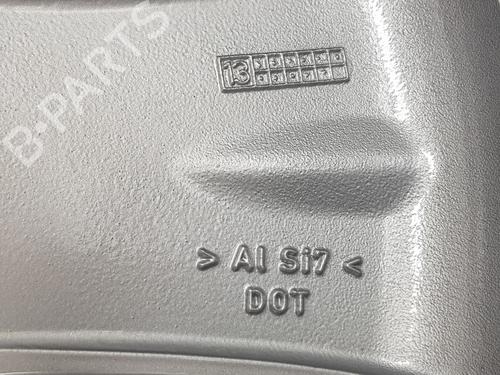 B-PARTS
13
> Al Si7 <
DOT